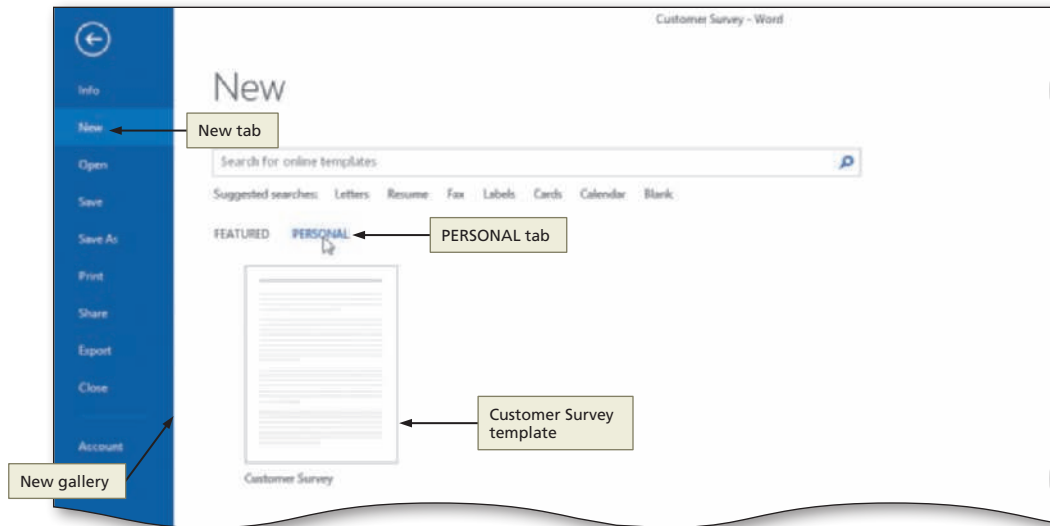 Customer Survey - Word
Info
New
New
New tab
Open
Search for online templates
Save
Suggested searches: Letters Resume Fax Labels Cards Calendar Blank
Save As
FEATURED PERSONAL
PERSONAL tab
Print
Share
Export
Close
Customer Survey
template
Account
New gallery
Customer Survey